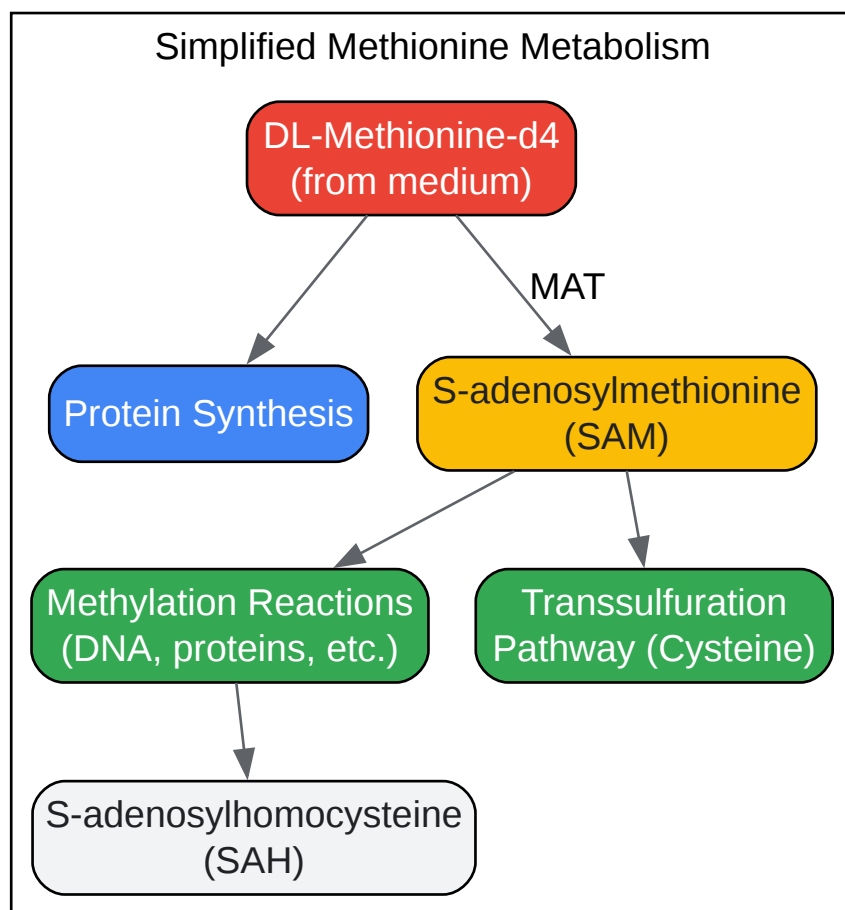 Simplified Methionine Metabolism
DL-Methionine-d4
(from medium)
MAT
Protein Synthesis
S-adenosylmethionine
(SAM)
Methylation Reactions
(DNA, proteins, etc.)
Transsulfuration
Pathway (Cysteine)
S-adenosylhomocysteine
(SAH)